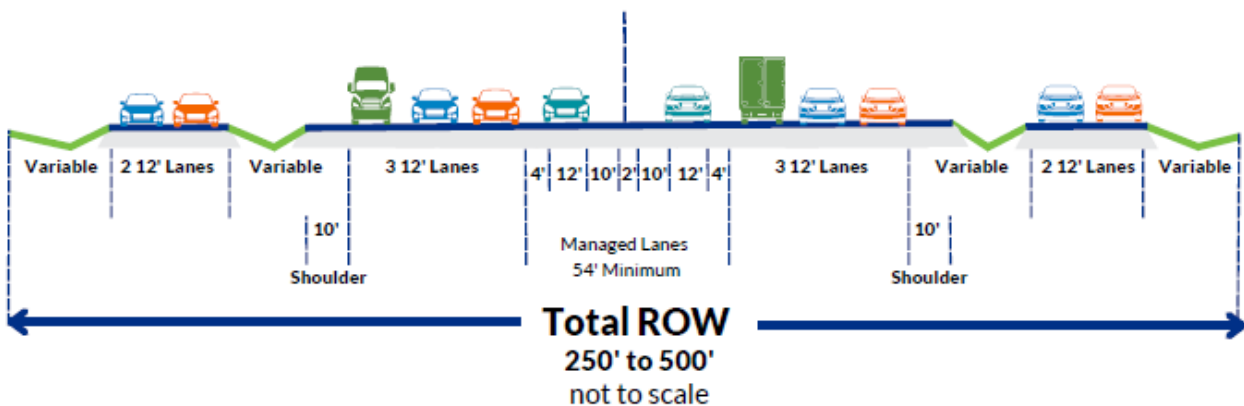 Variable 2 12' Lanes Variable 3 12' Lanes 4' 12' 10' 2' 10' 12' 4' 3 12' Lanes Variable 2 12' Lanes Variable
10' 10'
Managed Lanes
54' Minimum
Shoulder Shoulder
Total ROW
250' to 500'
not to scale